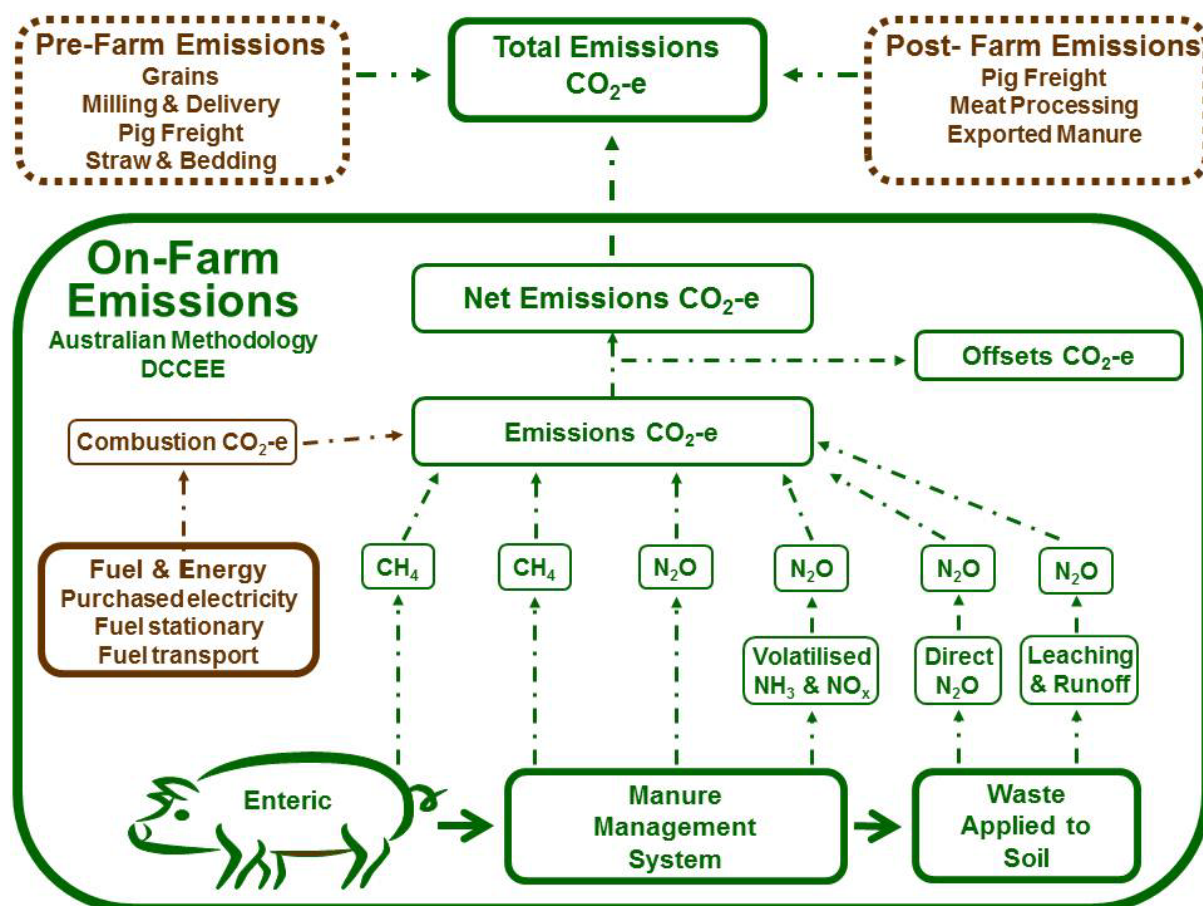 Pre-Farm Emissions
Grains
Milling & Delivery
Pig Freight
Straw & Bedding
Total Emissions
CO₂-e
Post- Farm Emissions
Pig Freight
Meat Processing
Exported Manure
On-Farm
Emissions
Australian Methodology
DCCEE
Net Emissions CO₂-e
Offsets CO₂-e
Combustion CO₂-e
Emissions CO₂-e
Fuel & Energy
Purchased electricity
Fuel stationary
Fuel transport
CH₄
CH₄
N₂O
N₂O
N₂O
N₂O
Volatilised
NH₃ & NOₓ
Direct
N₂O
Leaching
& Runoff
Enteric
Manure
Management
System
Waste
Applied to
Soil